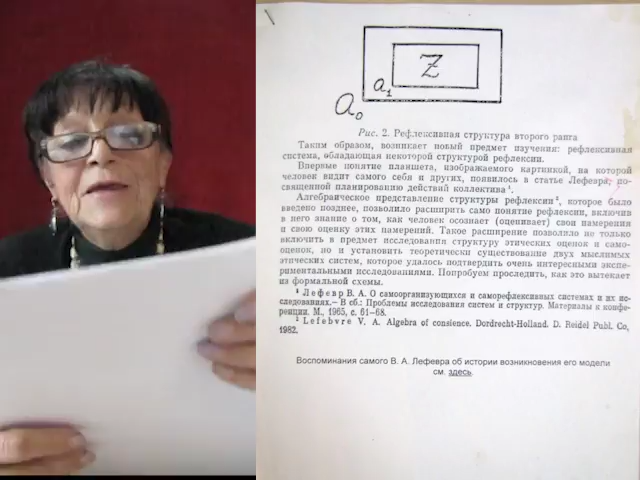 Z
a1
a0
Рис. 2. Рефлексивная структура второго ранга
Таким образом, возникает новый предмет изучения: рефлексивная
система, обладающая некоторой структурой рефлексии.
Впервые понятие планшета, изображаемого картинкой, на которой
человек видит самого себя и других, появилось в статье Лефевра, по-
священной планированию действий коллектива¹.
Алгебраическое представление структуры рефлексии², которое было
введено позднее, позволило расширить само понятие рефлексии, включив
в него знание о том, как человек осознает (оценивает) свои намерения
и свою оценку этих намерений. Такое расширение позволило не только
включить в предмет исследования структуру этических оценок и само-
оценок, но и установить теоретически существование двух мыслимых
этических систем, которое удалось подтвердить очень интересными экспе-
риментальными исследованиями. Попробуем проследить, как это вытекает
из формальной схемы.
¹ Лефевр В. А. О самоорганизующихся и саморефлексивных системах и их ис-
следованиях.— В сб.: Проблемы исследования систем и структур. Материалы к конфе-
ренции. М., 1965, с. 61—68.
² Lefebvre V. A. Algebra of consience. Dordrecht-Holland. D. Reidel Publ. Co,
1982.
Воспоминания самого В. А. Лефевра об истории возникновения его модели
см. здесь.